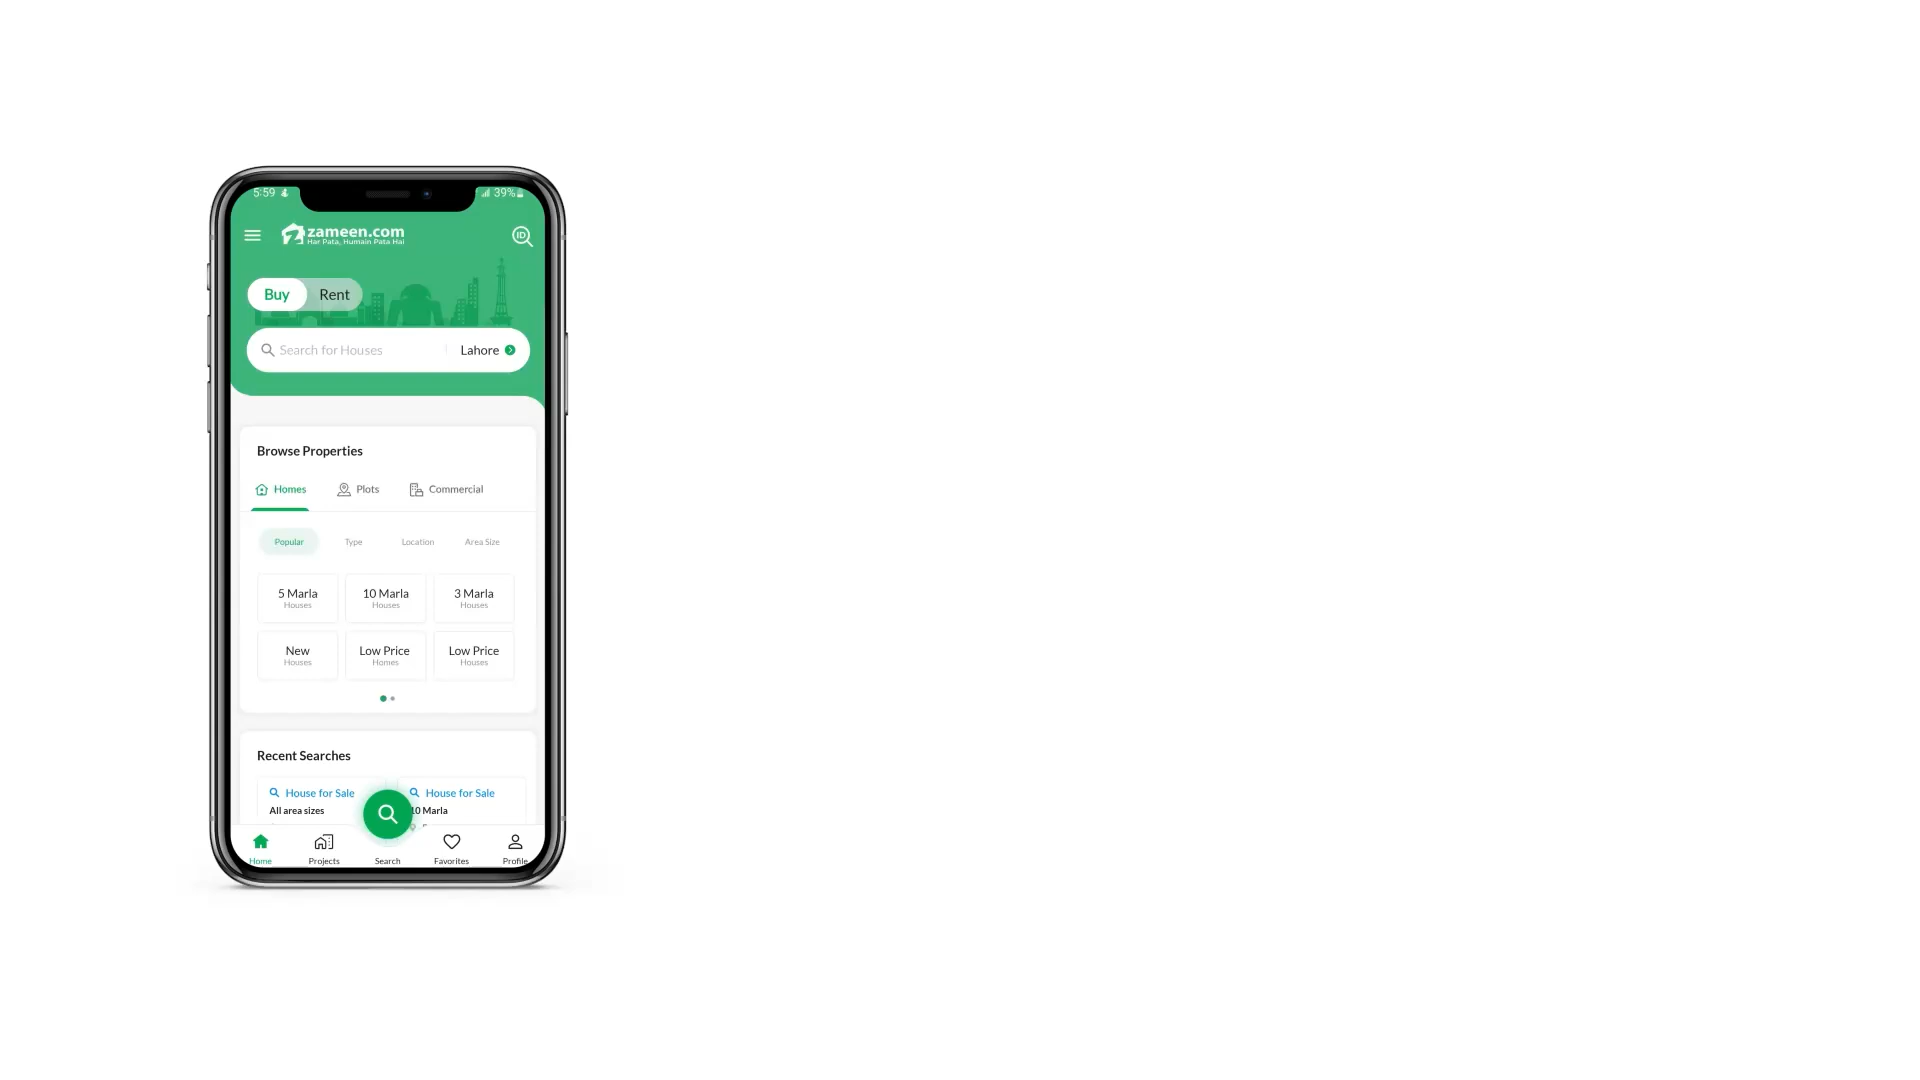 5:59
39%
zameen.com
Har Pata, Humain Pata Hai
ID
Buy
Rent
Search for Houses
Lahore
Browse Properties
Homes
Plots
Commercial
Popular
Type
Location
Area Size
5 Marla
Houses
10 Marla
Houses
3 Marla
Houses
New
Houses
Low Price
Homes
Low Price
Houses
Recent Searches
House for Sale
All area sizes
House for Sale
10 Marla
Home
Projects
Search
Favorites
Profile